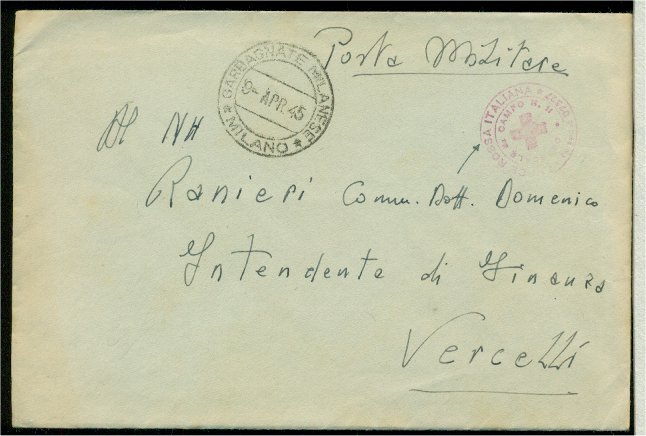 Posta Militare
GARBAGNATE MILANESE
9- APR. 45
* MILANO *
ROSSA ITALIANA *
CAMPO N. 11
Al NH
Ranieri Comm. Dott. Domenico
Intendente di Finanza
Vercelli